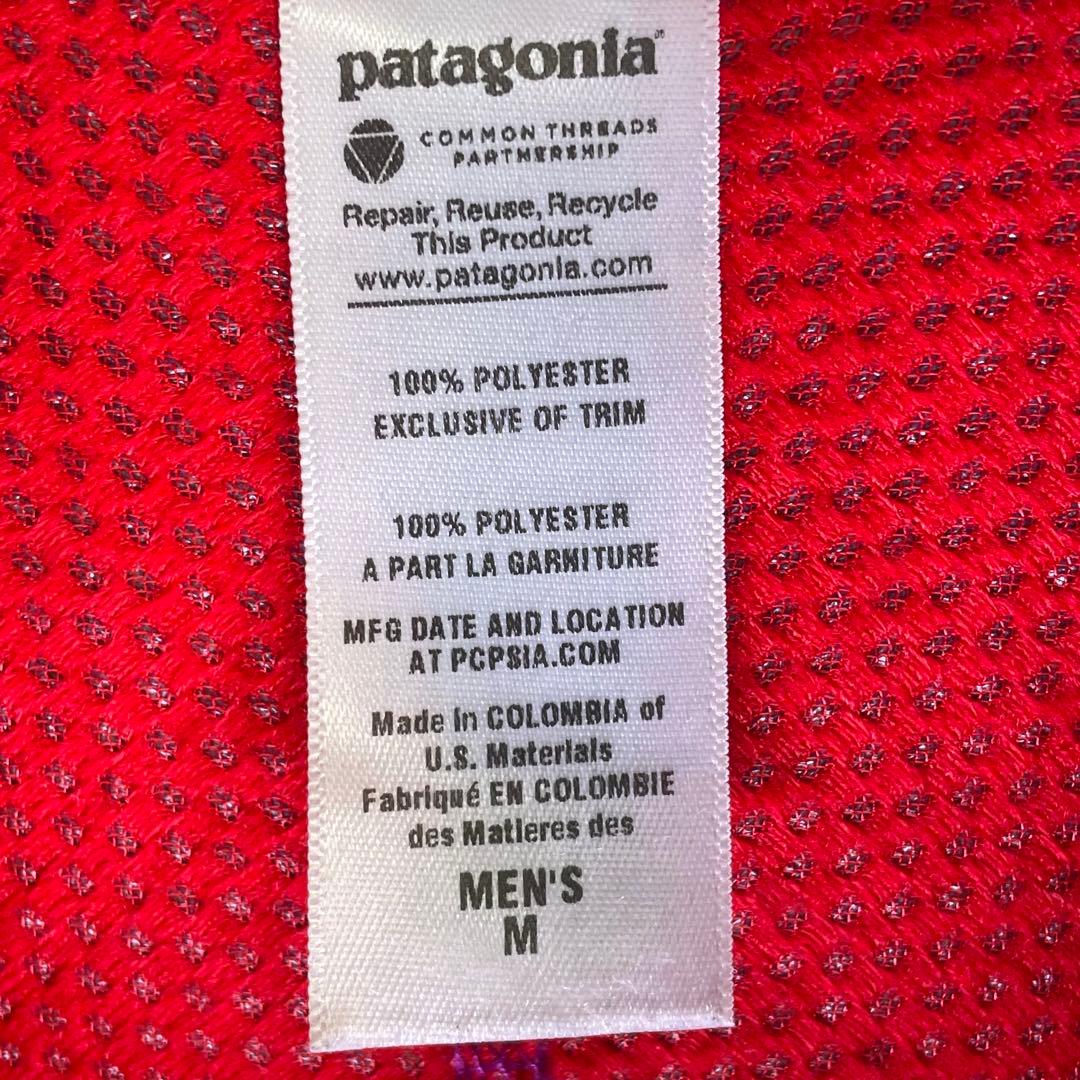 patagonia®
COMMON THREADS
PARTNERSHIP
Repair, Reuse, Recycle
This Product
www.patagonia.com
100% POLYESTER
EXCLUSIVE OF TRIM
100% POLYESTER
A PART LA GARNITURE
MFG DATE AND LOCATION
AT PCPSIA.COM
Made in COLOMBIA of
U.S. Materials
Fabriqué EN COLOMBIE
des Matieres des
MEN'S
M